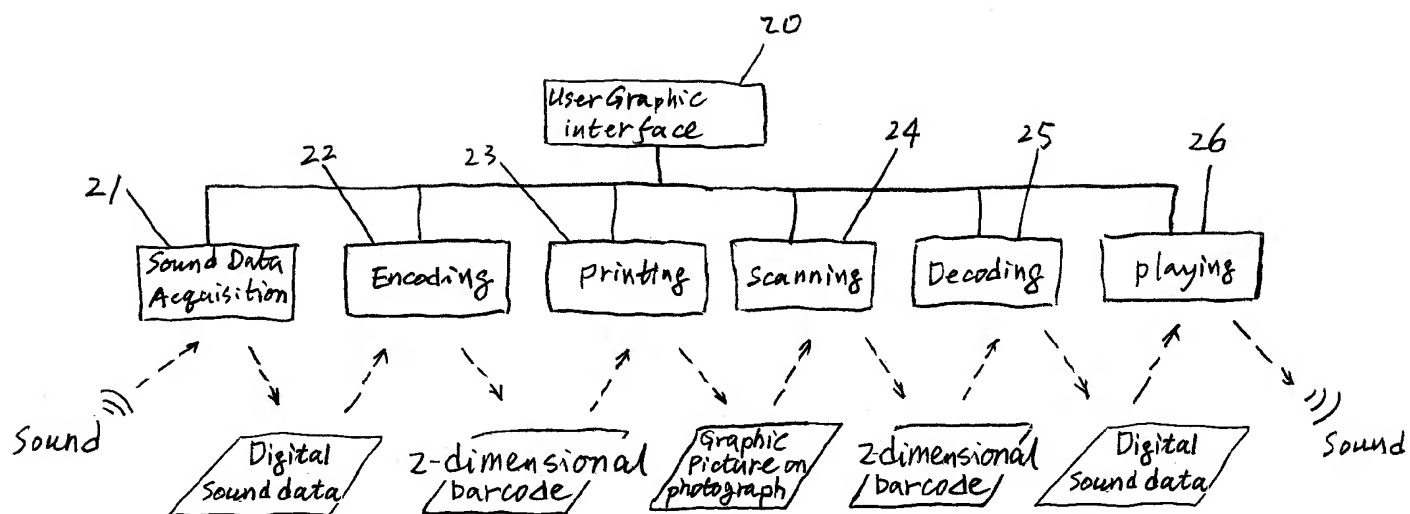 20
User Graphic
interface
21
22
23
24
25
26
Sound Data
Acquisition
Encoding
Printing
Scanning
Decoding
playing
Sound
Digital
Sound data
2-dimensional
barcode
Graphic
Picture on
photograph
2-dimensional
barcode
Digital
Sound data
Sound